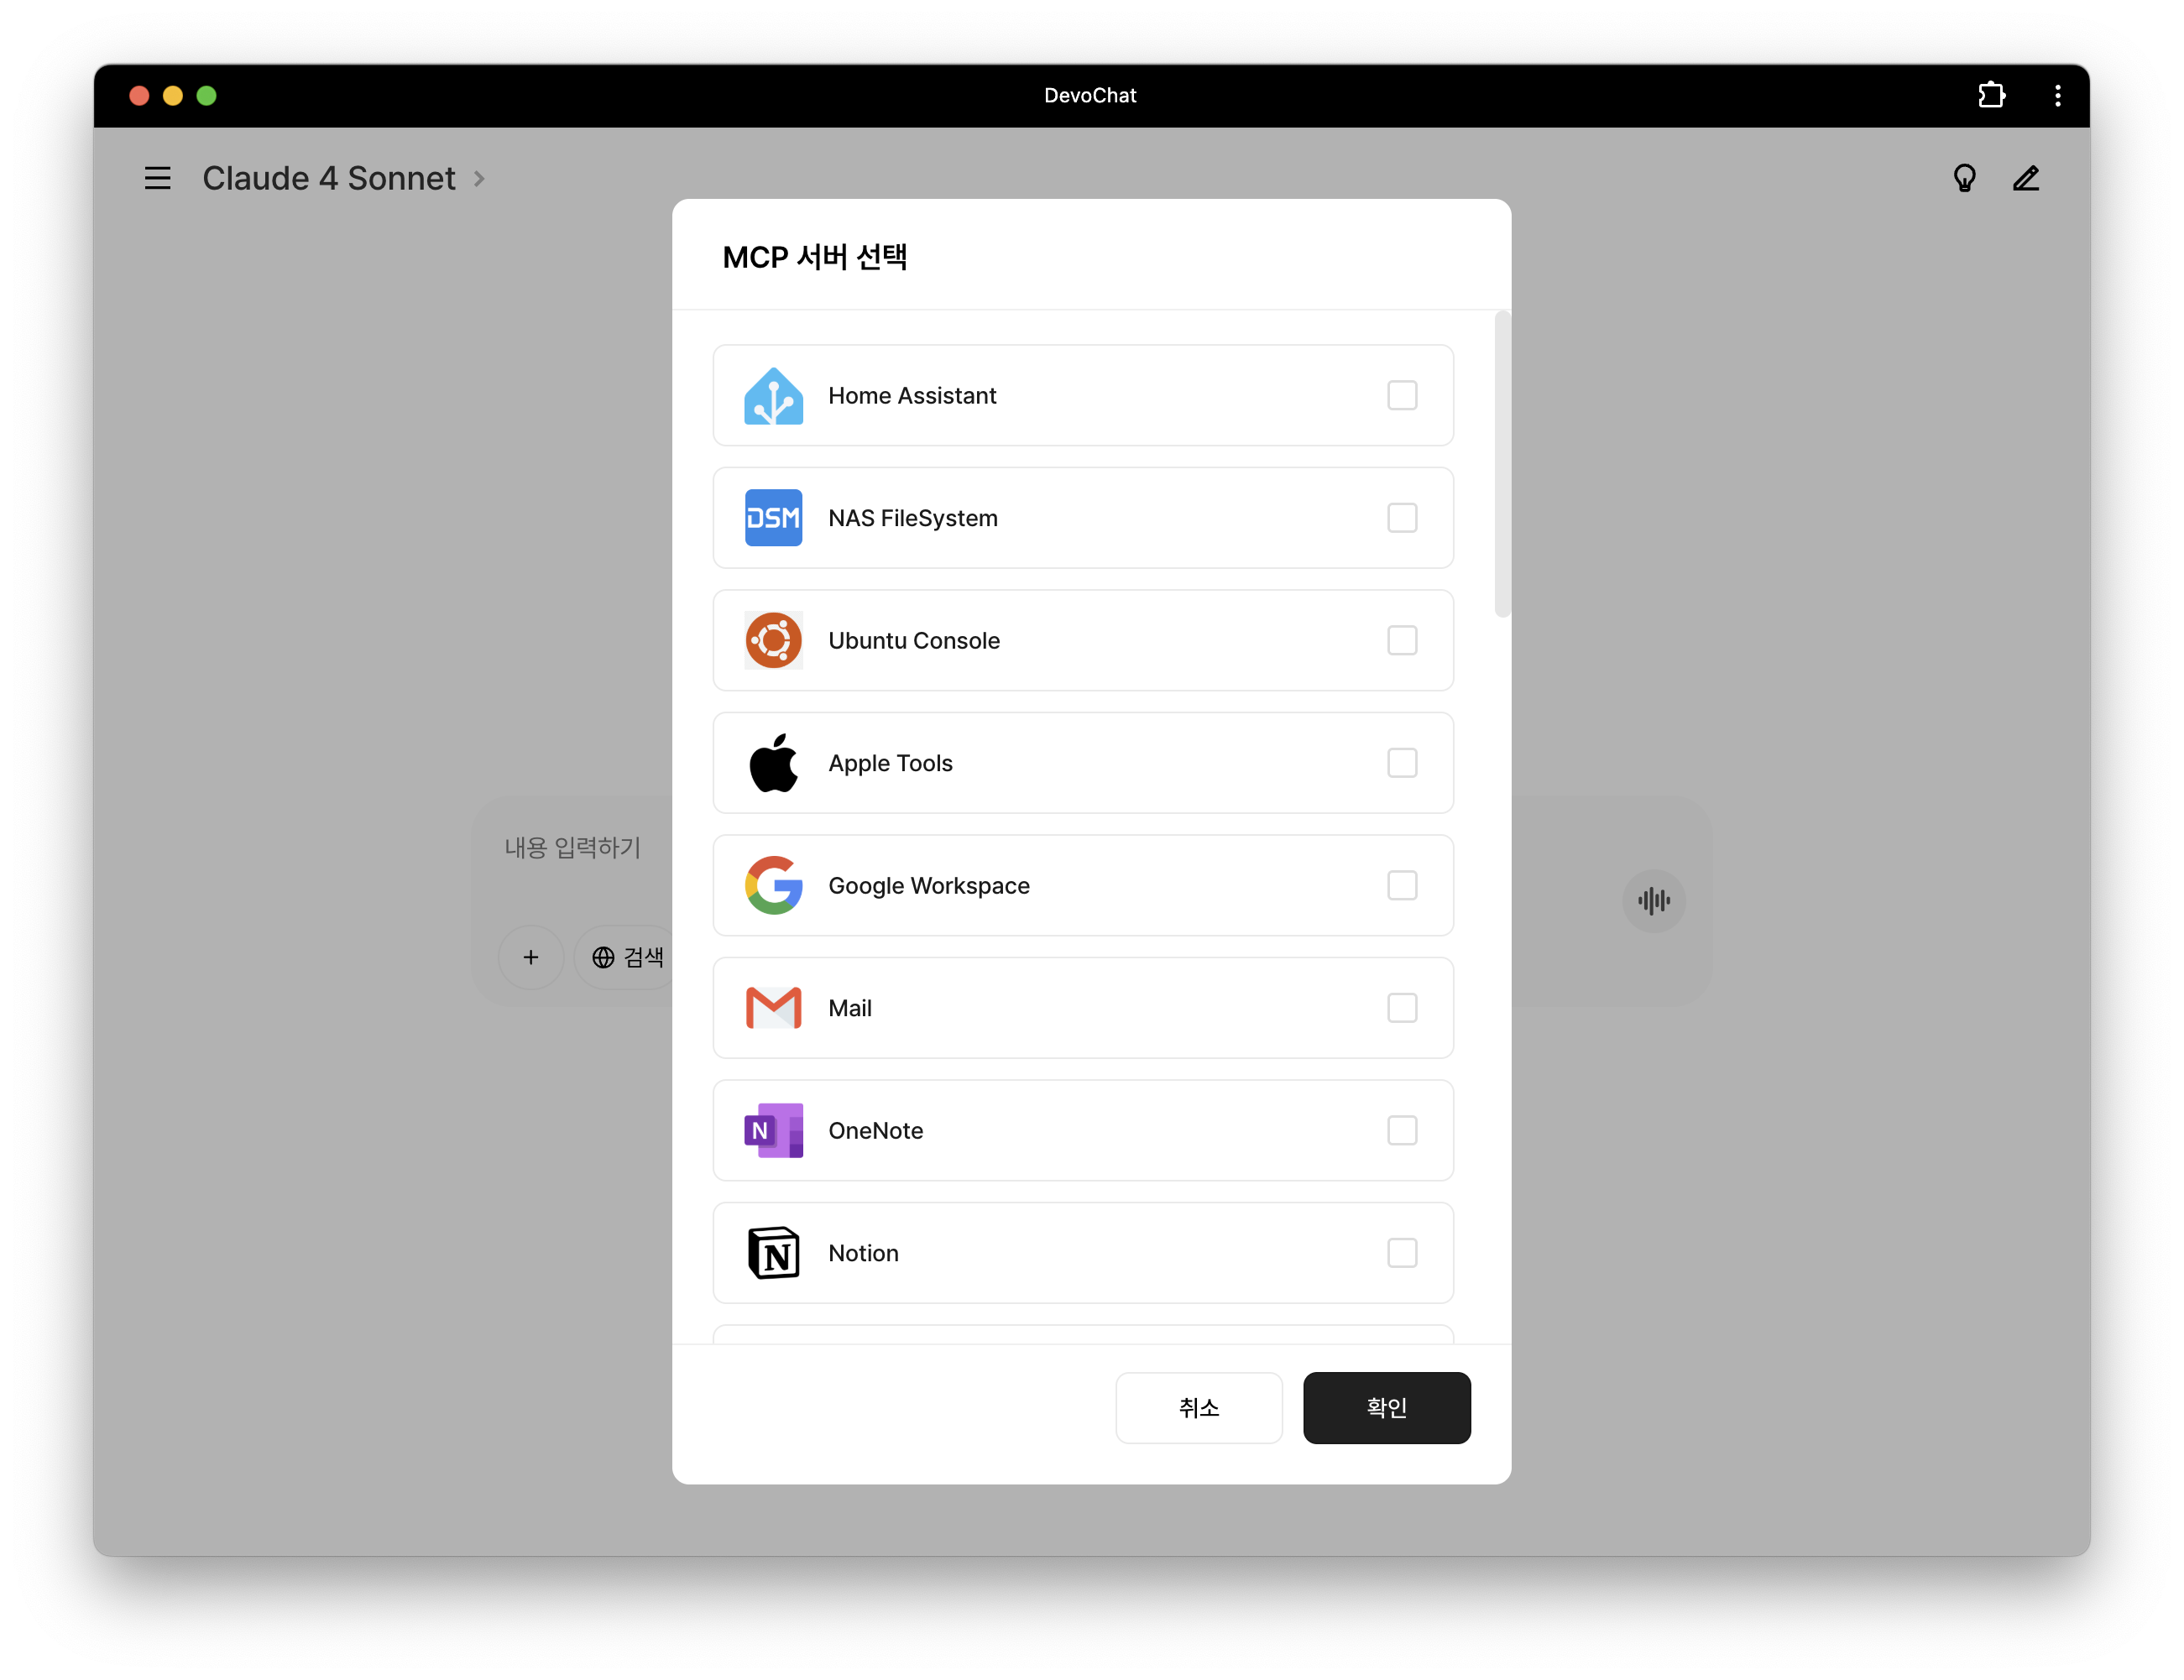 DevoChat
Claude 4 Sonnet
MCP 서버 선택
Home Assistant
DSM
NAS FileSystem
Ubuntu Console
Apple Tools
Google Workspace
Mail
N
OneNote
N
Notion
내용 입력하기
검색
취소
확인